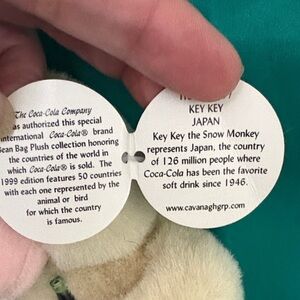 The Coca-Cola Company
has authorized this special
international Coca-Cola® brand
Bean Bag Plush collection honoring
the countries of the world in
which Coca-Cola® is sold. The
1999 edition features 50 countries
with each one represented by the
animal or bird
for which the country
is famous.
KEY KEY
JAPAN
Key Key the Snow Monkey
represents Japan, the country
of 126 million people where
Coca-Cola has been the favorite
soft drink since 1946.
www.cavanaghgrp.com